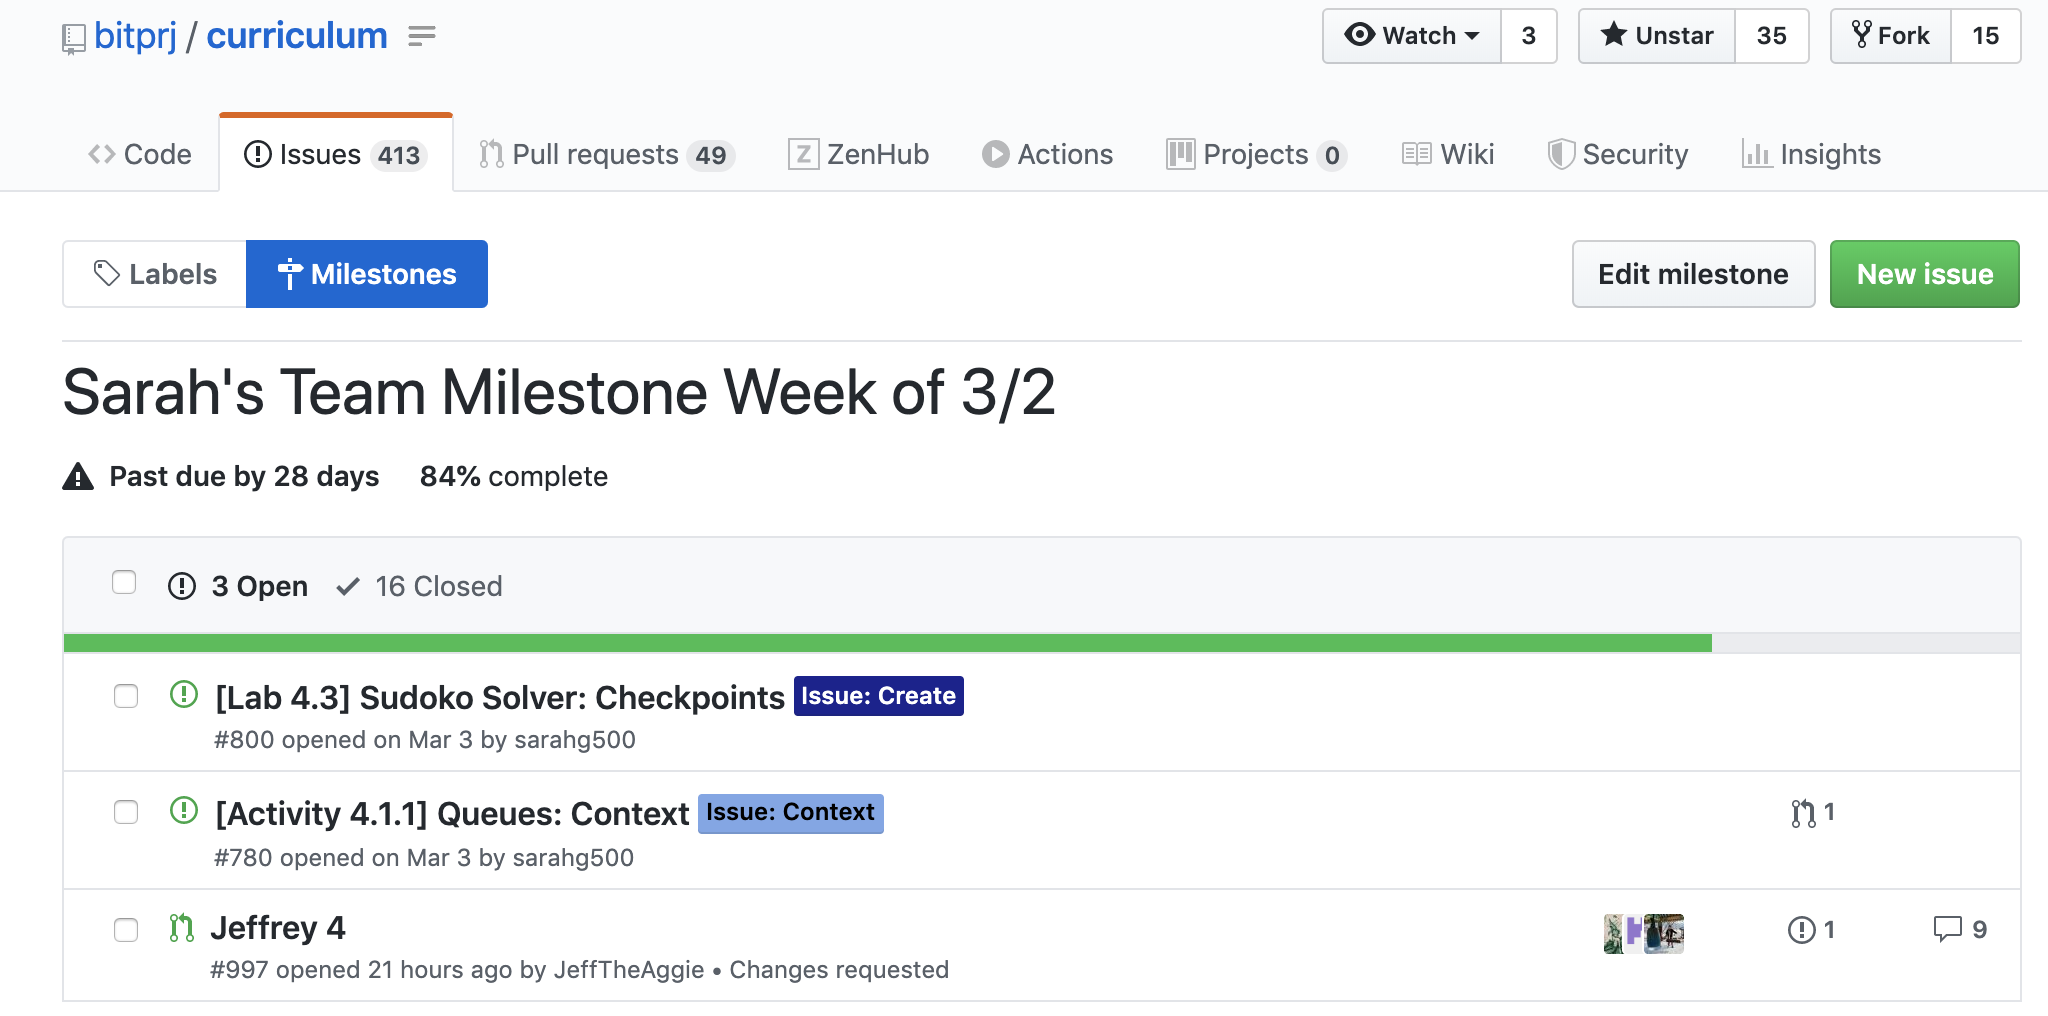 bitprj / curriculum
Watch 3 Unstar 35 Fork 15
Code Issues 413 Pull requests 49 ZenHub Actions Projects 0 Wiki Security Insights
Labels Milestones Edit milestone New issue
Sarah's Team Milestone Week of 3/2
Past due by 28 days 84% complete
3 Open 16 Closed
[Lab 4.3] Sudoko Solver: Checkpoints Issue: Create
#800 opened on Mar 3 by sarahg500
[Activity 4.1.1] Queues: Context Issue: Context 1
#780 opened on Mar 3 by sarahg500
Jeffrey 4 1 9
#997 opened 21 hours ago by JeffTheAggie • Changes requested